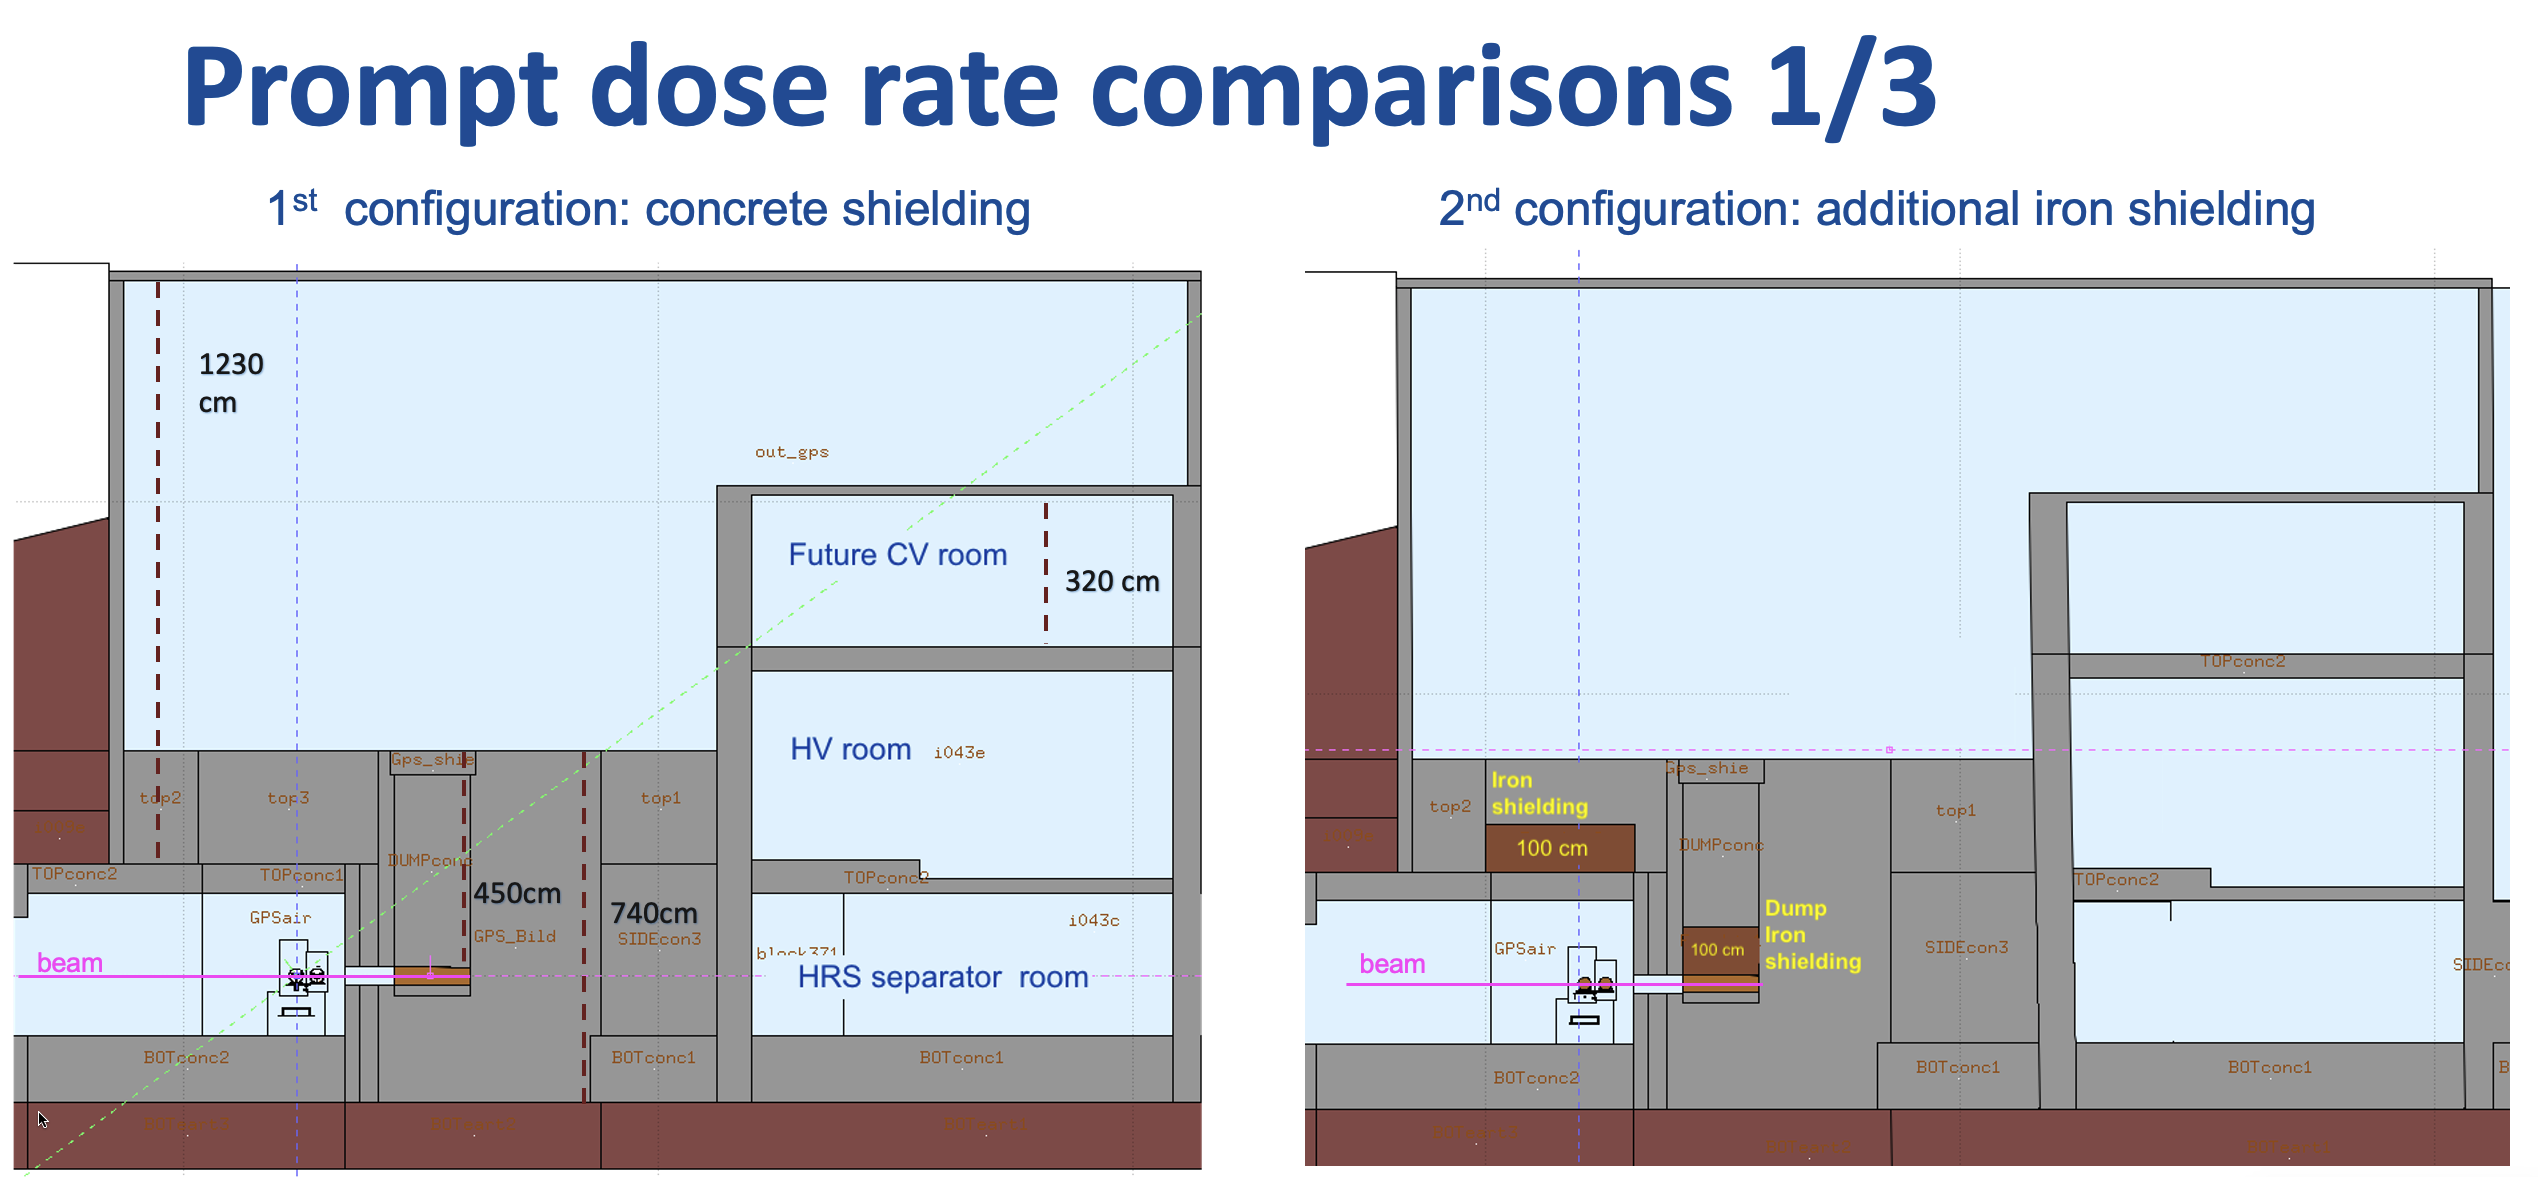 Prompt dose rate comparisons 1/3
1st configuration: concrete shielding
2nd configuration: additional iron shielding
1230
cm
out_gps
Future CV room
320 cm
HV room
i043e
Gps_shie
top2
top3
top1
DUMPconc
TOPconc2
TOPconc1
TOPconc2
450cm
740cm
GPSair
GPS_Bild
SIDEcon3
i043c
block371
beam
HRS separator room
BOTconc2
BOTconc1
BOTconc1
TOPconc2
Gps_shie
Iron
shielding
top2
top1
100 cm
DUMPconc
TOPconc2
Dump
Iron
shielding
100 cm
GPSair
SIDEcon3
beam
BOTconc2
BOTconc1
BOTconc1